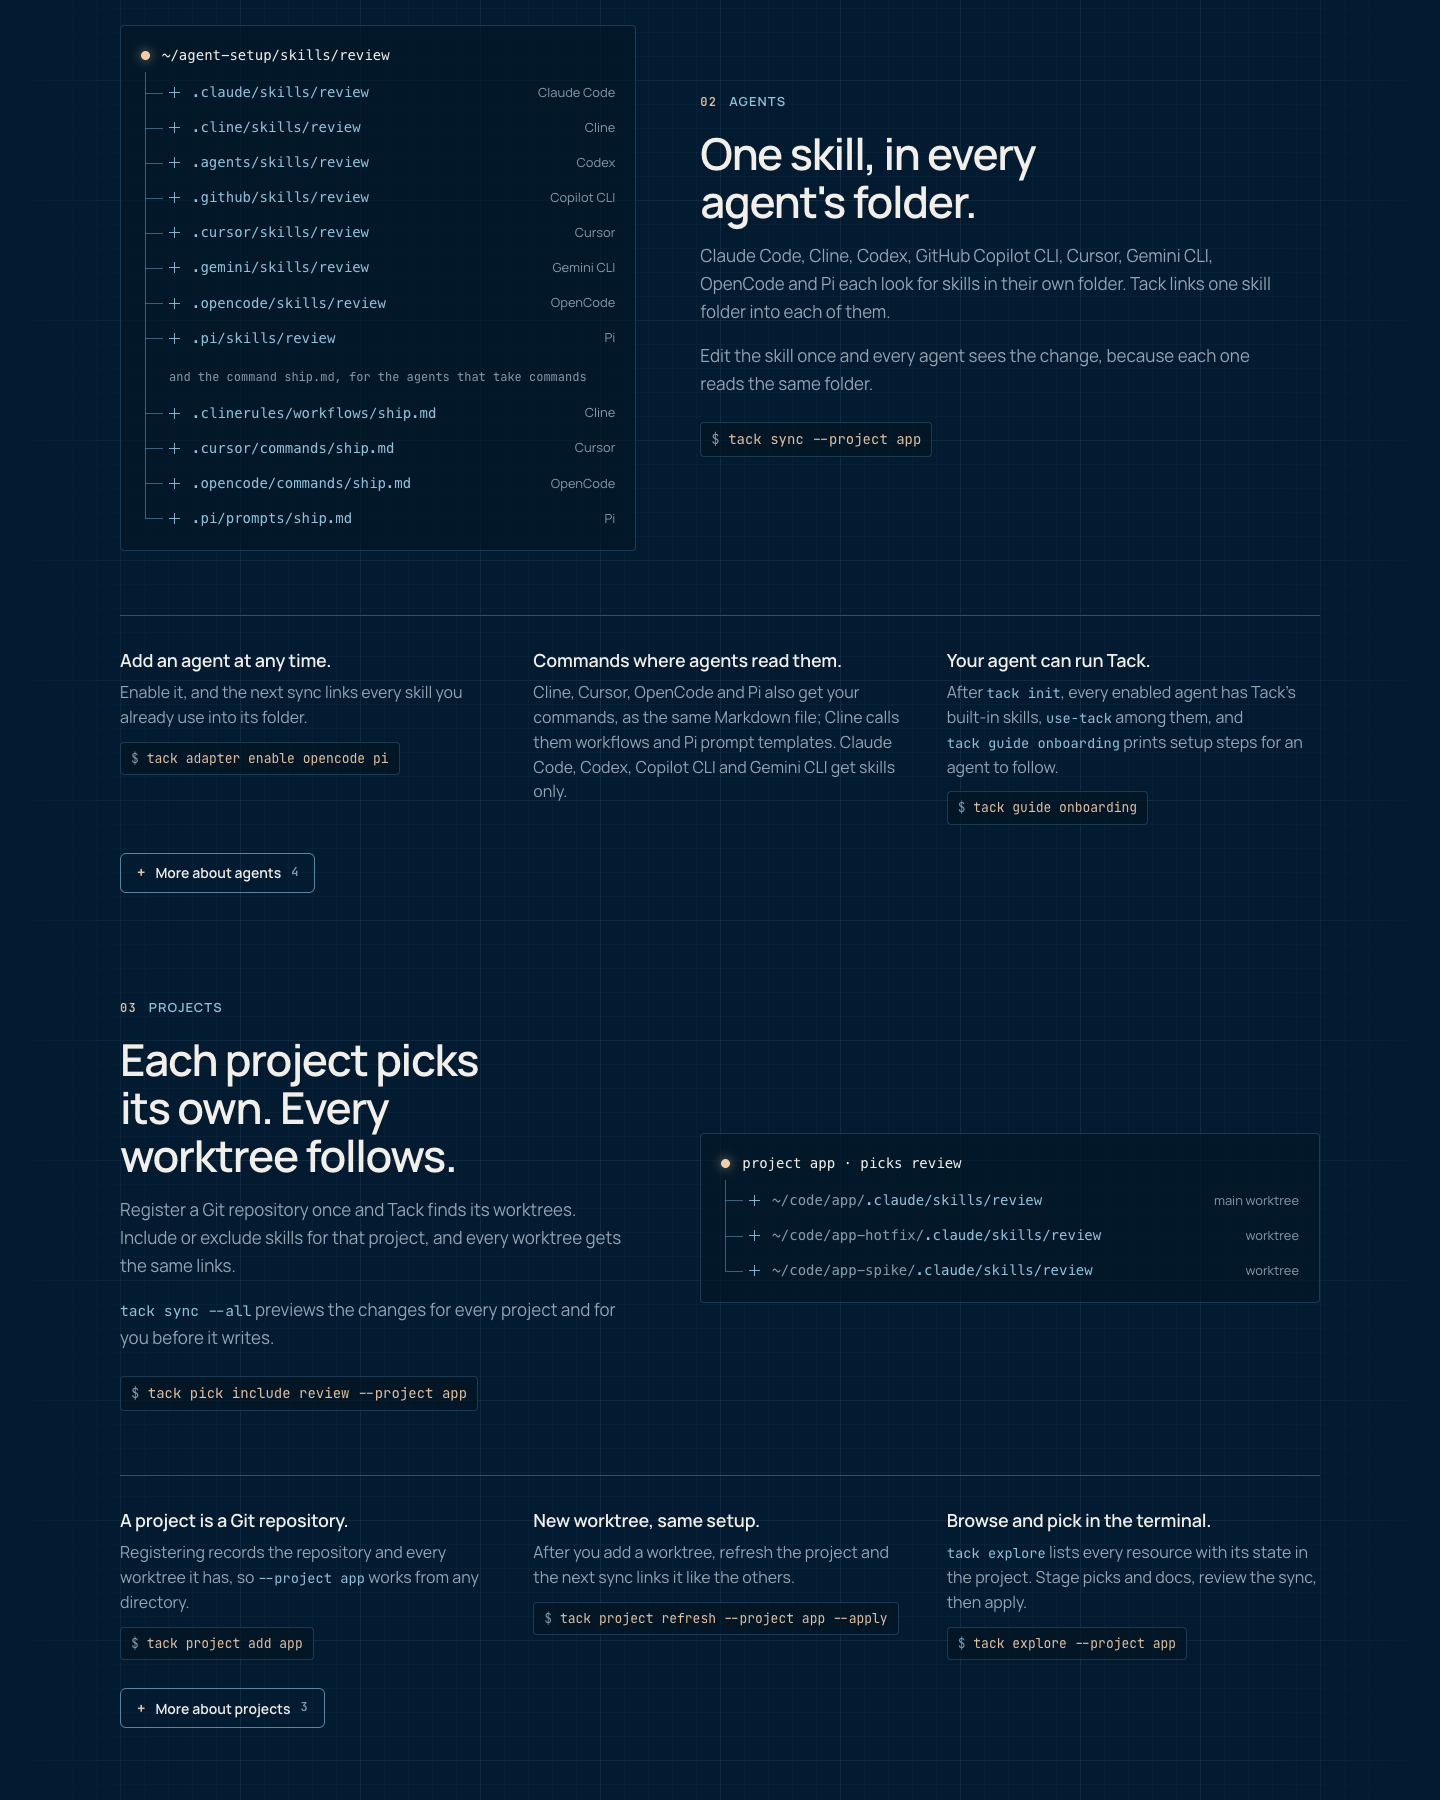 ~/agent-setup/skills/review
.claude/skills/review Claude Code
.cline/skills/review Cline
.agents/skills/review Codex
.github/skills/review Copilot CLI
.cursor/skills/review Cursor
.gemini/skills/review Gemini CLI
.opencode/skills/review OpenCode
.pi/skills/review Pi
and the command ship.md, for the agents that take commands
.clinerules/workflows/ship.md Cline
.cursor/commands/ship.md Cursor
.opencode/commands/ship.md OpenCode
.pi/prompts/ship.md Pi
02 AGENTS
One skill, in every
agent's folder.
Claude Code, Cline, Codex, GitHub Copilot CLI, Cursor, Gemini CLI,
OpenCode and Pi each look for skills in their own folder. Tack links one skill
folder into each of them.
Edit the skill once and every agent sees the change, because each one
reads the same folder.
$ tack sync --project app
Add an agent at any time.
Enable it, and the next sync links every skill you
already use into its folder.
$ tack adapter enable opencode pi
Commands where agents read them.
Cline, Cursor, OpenCode and Pi also get your
commands, as the same Markdown file; Cline calls
them workflows and Pi prompt templates. Claude
Code, Codex, Copilot CLI and Gemini CLI get skills
only.
Your agent can run Tack.
After tack init, every enabled agent has Tack's
built-in skills, use-tack among them, and
tack guide onboarding prints setup steps for an
agent to follow.
$ tack guide onboarding
+ More about agents 4
03 PROJECTS
Each project picks
its own. Every
worktree follows.
Register a Git repository once and Tack finds its worktrees.
Include or exclude skills for that project, and every worktree gets
the same links.
tack sync --all previews the changes for every project and for
you before it writes.
$ tack pick include review --project app
project app · picks review
~/code/app/.claude/skills/review main worktree
~/code/app-hotfix/.claude/skills/review worktree
~/code/app-spike/.claude/skills/review worktree
A project is a Git repository.
Registering records the repository and every
worktree it has, so --project app works from any
directory.
$ tack project add app
New worktree, same setup.
After you add a worktree, refresh the project and
the next sync links it like the others.
$ tack project refresh --project app --apply
Browse and pick in the terminal.
tack explore lists every resource with its state in
the project. Stage picks and docs, review the sync,
then apply.
$ tack explore --project app
+ More about projects 3